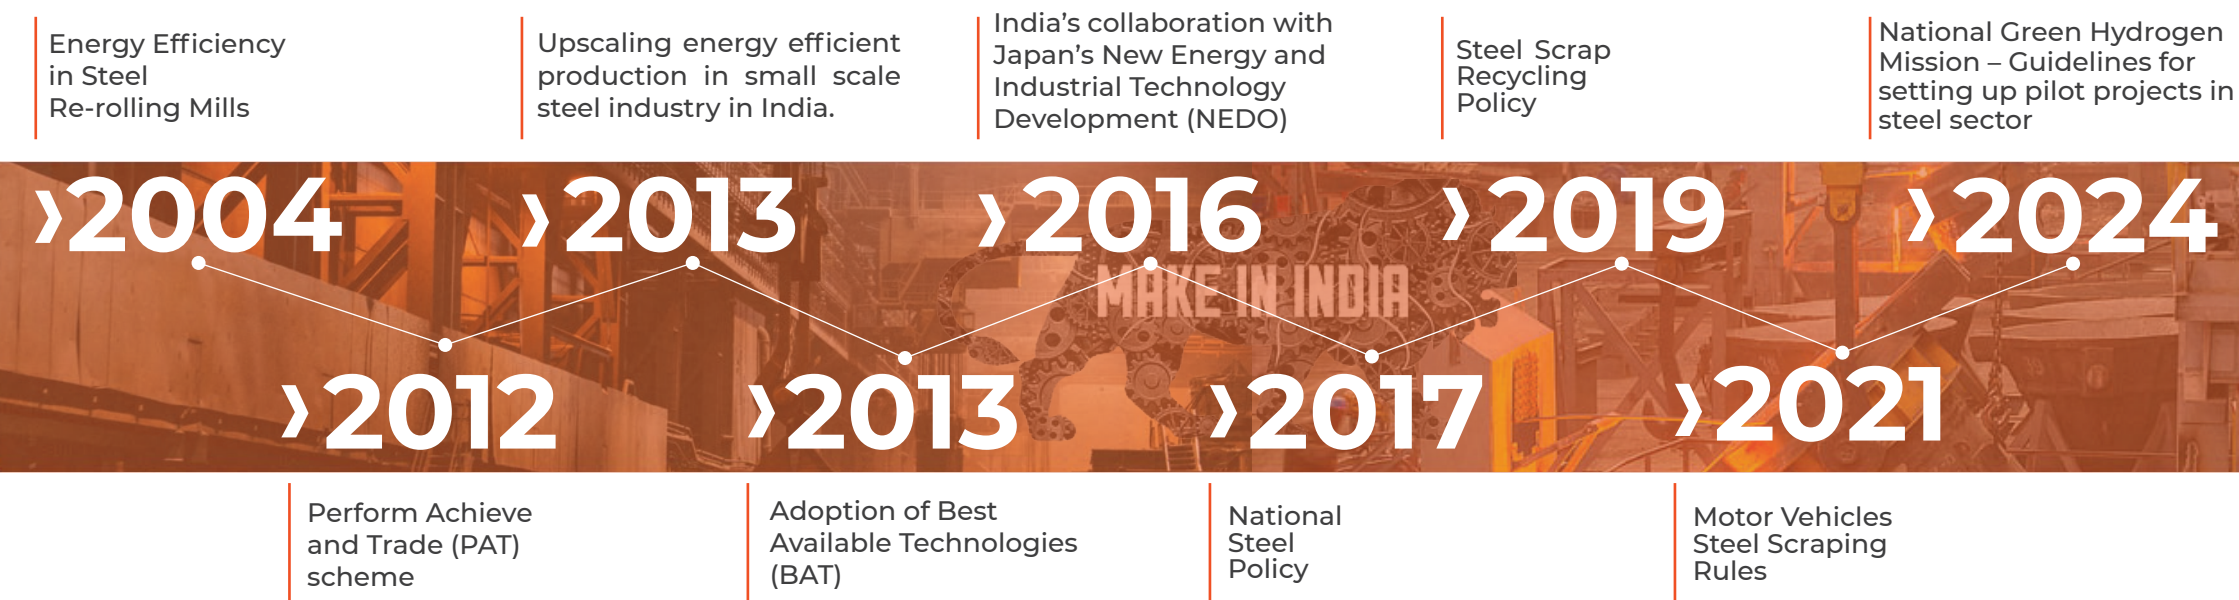 Energy Efficiency
in Steel
Re-rolling Mills
Upscaling energy efficient
production in small scale
steel industry in India.
India’s collaboration with
Japan’s New Energy and
Industrial Technology
Development (NEDO)
Steel Scrap
Recycling
Policy
National Green Hydrogen
Mission – Guidelines for
setting up pilot projects in
steel sector
2004
2013
2016
2019
2024
MAKE IN INDIA
2012
2013
2017
2021
Perform Achieve
and Trade (PAT)
scheme
Adoption of Best
Available Technologies
(BAT)
National
Steel
Policy
Motor Vehicles
Steel Scraping
Rules